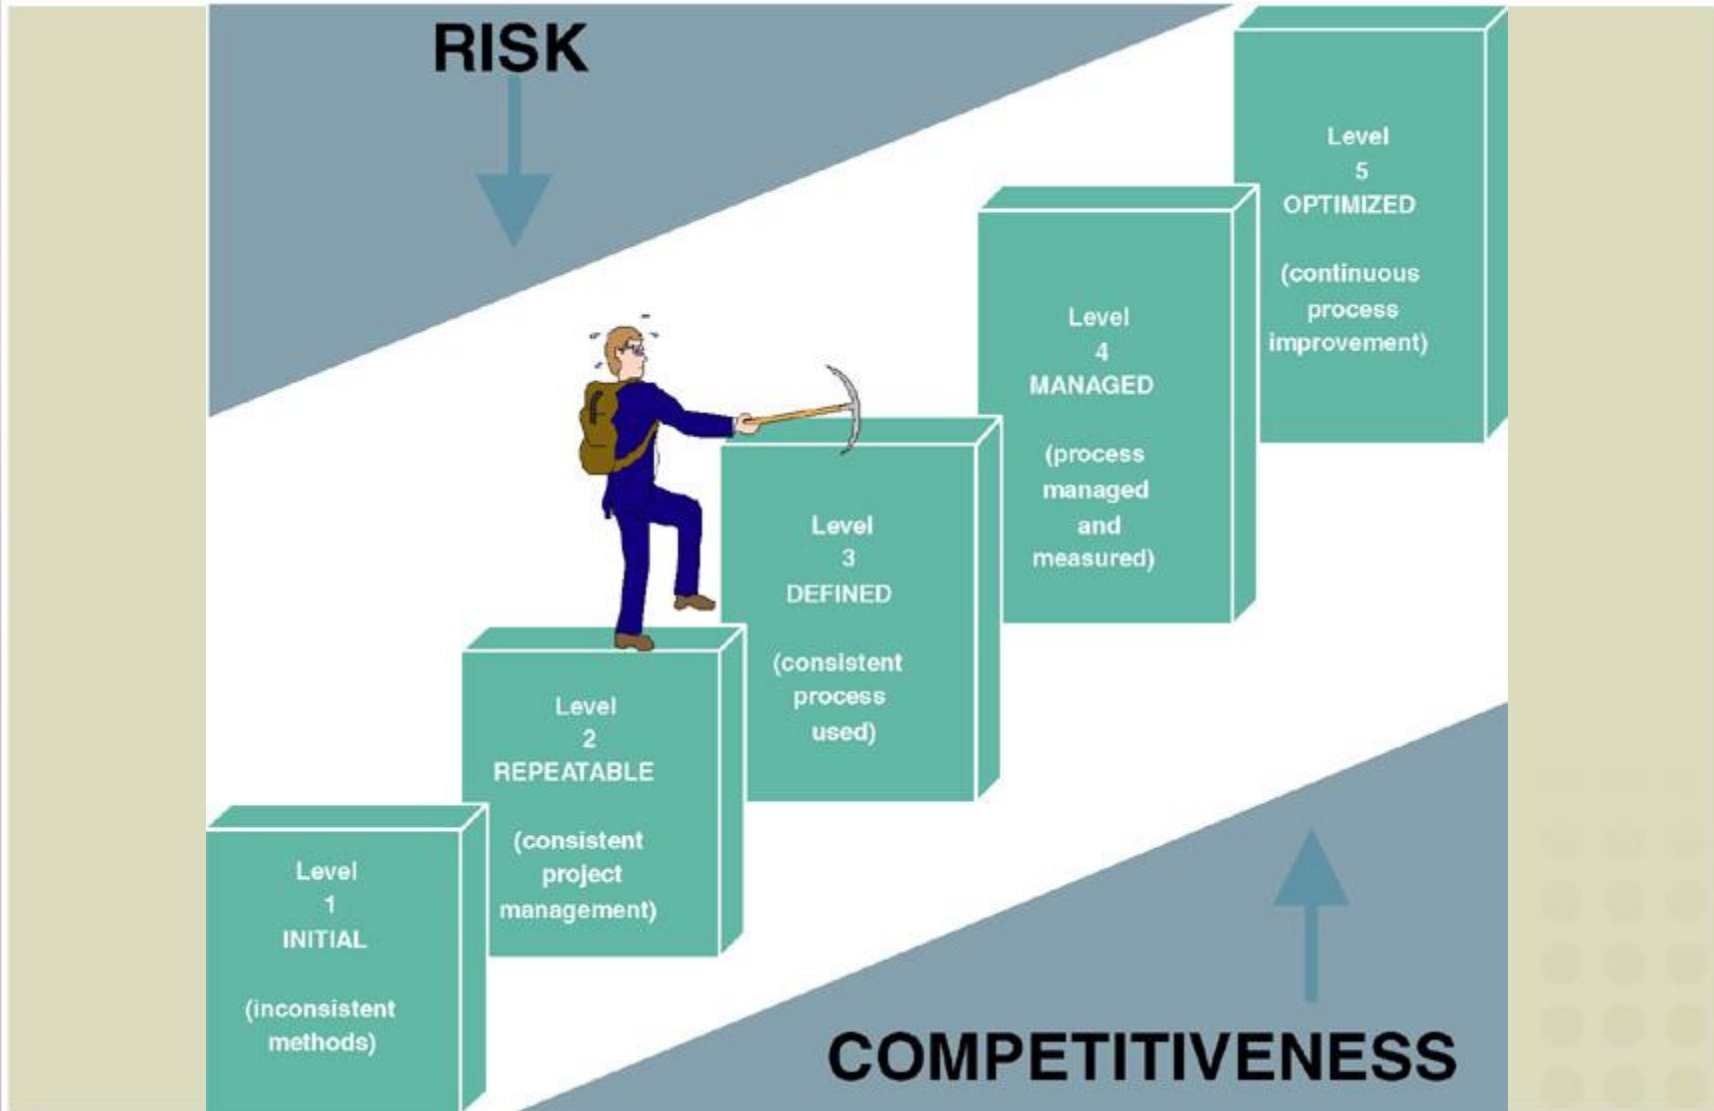 RISK
Level
1
INITIAL
(inconsistent
methods)
Level
2
REPEATABLE
(consistent
project
management)
Level
3
DEFINED
(consistent
process
used)
Level
4
MANAGED
(process
managed
and
measured)
Level
5
OPTIMIZED
(continuous
process
improvement)
COMPETITIVENESS